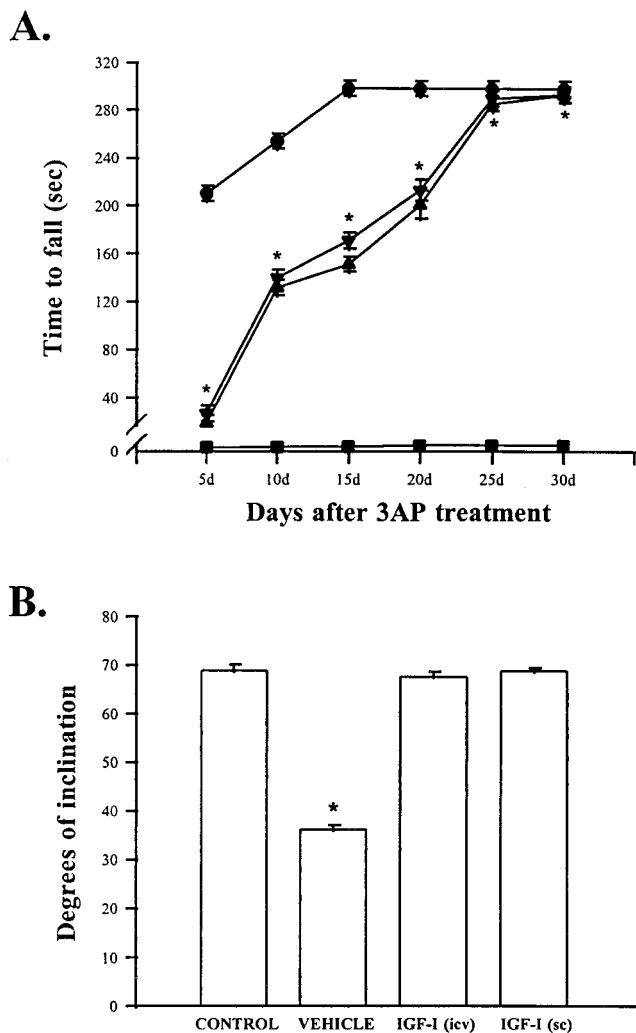 A.
Time to fall (sec)
320
280
240
200
160
120
80
40
0
* * * * * *
5d 10d 15d 20d 25d 30d
Days after 3AP treatment
B.
Degrees of inclination
80
70
60
50
40
30
20
10
0
*
CONTROL VEHICLE IGF-I (icv) IGF-I (sc)